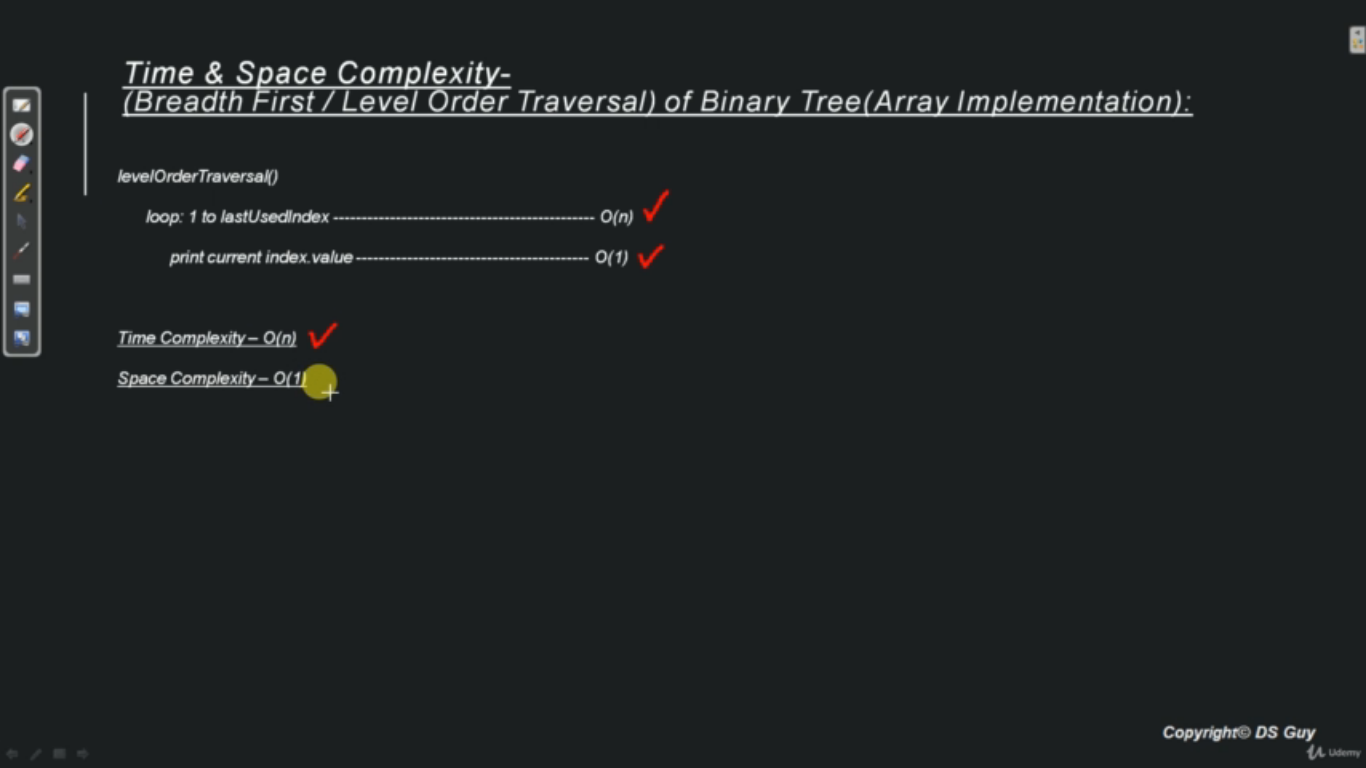 Time & Space Complexity-
(Breadth First / Level Order Traversal) of Binary Tree(Array Implementation):
levelOrderTraversal()
loop: 1 to lastUsedIndex ---------------------------------------------- O(n)
print current index.value ----------------------------------------- O(1)
Time Complexity – O(n)
Space Complexity – O(1)
Copyright© DS Guy
Udemy